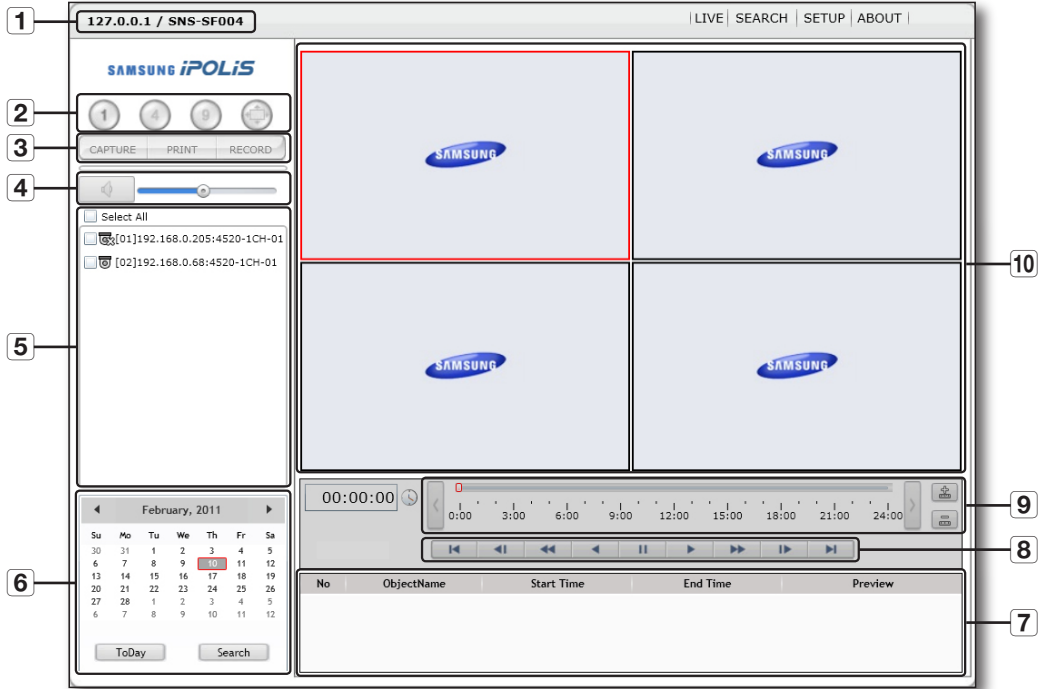 1
127.0.0.1 / SNS-SF004
LIVE SEARCH SETUP ABOUT
SAMSUNG iPOLiS
2
1 4 9
3
CAPTURE PRINT RECORD
4
5
Select All
[01]192.168.0.205:4520-1CH-01
[02]192.168.0.68:4520-1CH-01
SAMSUNG
SAMSUNG
SAMSUNG
SAMSUNG
10
6
February, 2011
Su Mo Tu We Th Fr Sa
30 31 1 2 3 4 5
6 7 8 9 10 11 12
13 14 15 16 17 18 19
20 21 22 23 24 25 26
27 28 1 2 3 4 5
6 7 8 9 10 11 12
ToDay Search
00:00:00
0:00 3:00 6:00 9:00 12:00 15:00 18:00 21:00 24:00
9
8
No ObjectName Start Time End Time Preview
7